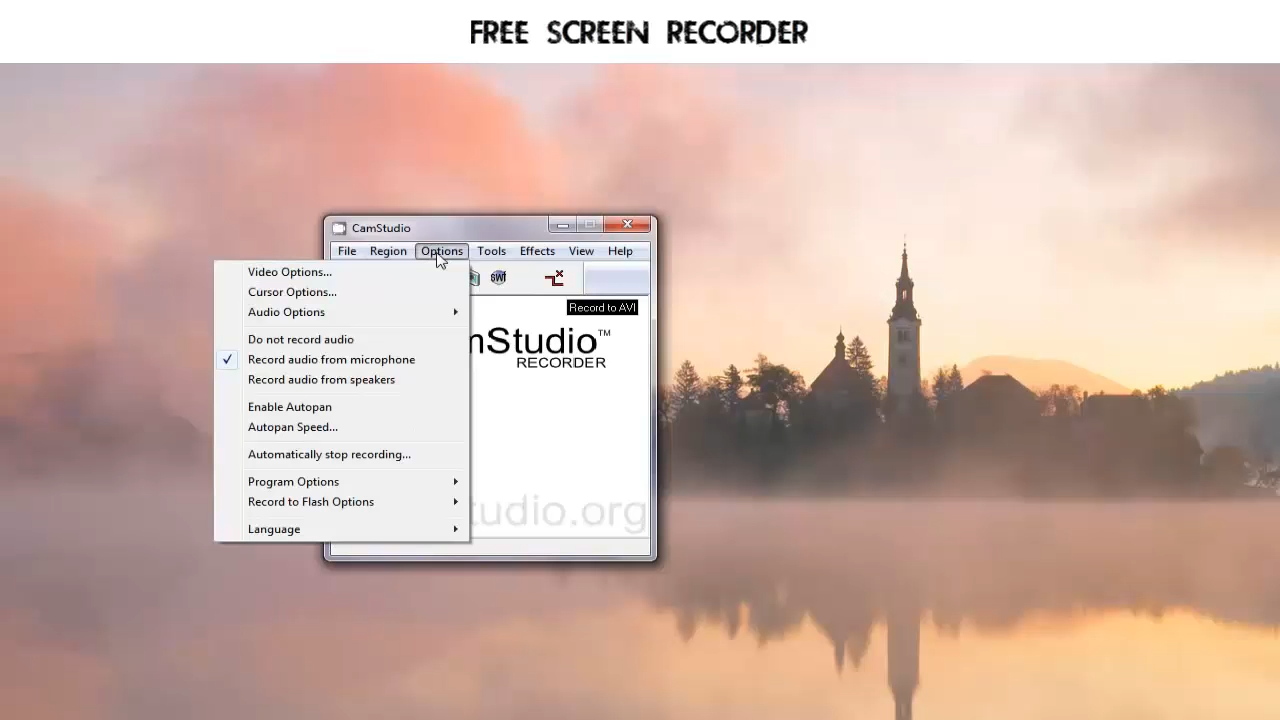 FREE SCREEN RECORDER
CamStudio
File Region Options Tools Effects View Help
Video Options...
Cursor Options...
Audio Options
Do not record audio
Record audio from microphone
Record audio from speakers
Enable Autopan
Autopan Speed...
Automatically stop recording...
Program Options
Record to Flash Options
Language
SWF
Record to AVI
mStudio™
RECORDER
tudio.org